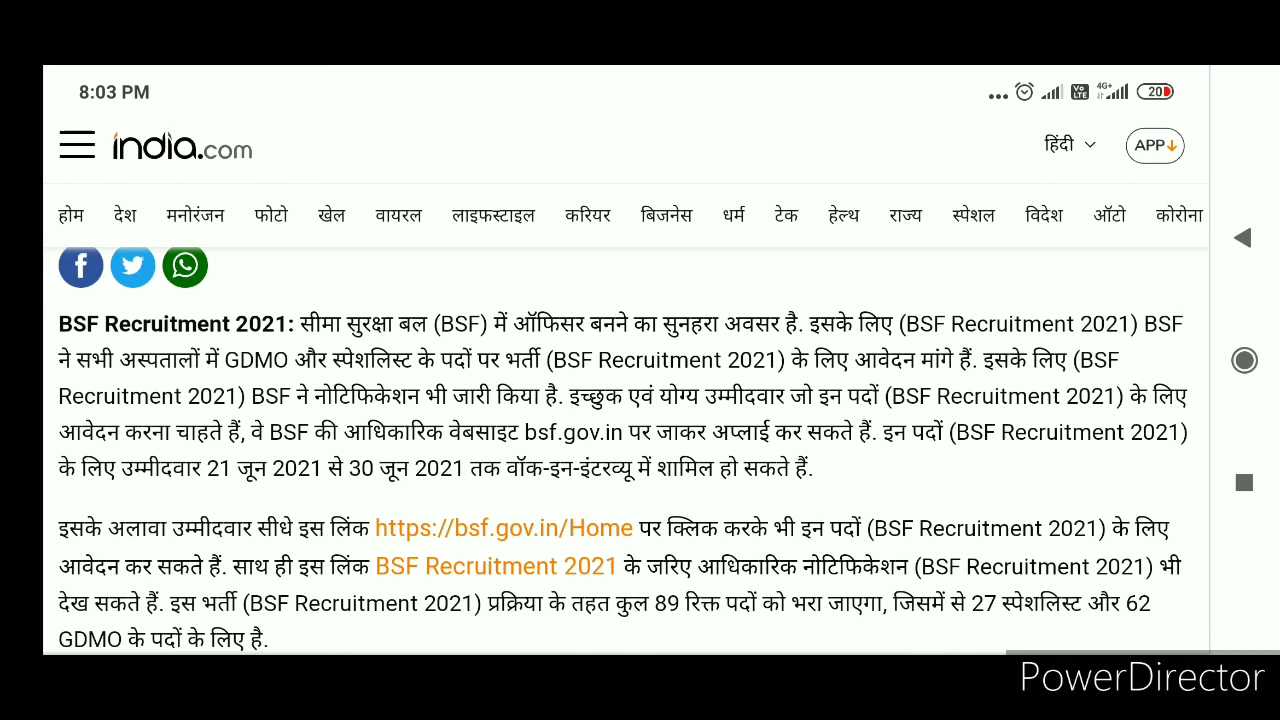 8:03 PM
Vo LTE 4G+ 20
india.com
हिंदी
APP
होम देश मनोरंजन फोटो खेल वायरल लाइफस्टाइल करियर बिजनेस धर्म टेक हेल्थ राज्य स्पेशल विदेश ऑटो कोरोना
BSF Recruitment 2021: सीमा सुरक्षा बल (BSF) में ऑफिसर बनने का सुनहरा अवसर है. इसके लिए (BSF Recruitment 2021) BSF
ने सभी अस्पतालों में GDMO और स्पेशलिस्ट के पदों पर भर्ती (BSF Recruitment 2021) के लिए आवेदन मांगे हैं. इसके लिए (BSF
Recruitment 2021) BSF ने नोटिफिकेशन भी जारी किया है. इच्छुक एवं योग्य उम्मीदवार जो इन पदों (BSF Recruitment 2021) के लिए
आवेदन करना चाहते हैं, वे BSF की आधिकारिक वेबसाइट bsf.gov.in पर जाकर अप्लाई कर सकते हैं. इन पदों (BSF Recruitment 2021)
के लिए उम्मीदवार 21 जून 2021 से 30 जून 2021 तक वॉक-इन-इंटरव्यू में शामिल हो सकते हैं.
इसके अलावा उम्मीदवार सीधे इस लिंक https://bsf.gov.in/Home पर क्लिक करके भी इन पदों (BSF Recruitment 2021) के लिए
आवेदन कर सकते हैं. साथ ही इस लिंक BSF Recruitment 2021 के जरिए आधिकारिक नोटिफिकेशन (BSF Recruitment 2021) भी
देख सकते हैं. इस भर्ती (BSF Recruitment 2021) प्रक्रिया के तहत कुल 89 रिक्त पदों को भरा जाएगा, जिसमें से 27 स्पेशलिस्ट और 62
GDMO के पदों के लिए है.
PowerDirector